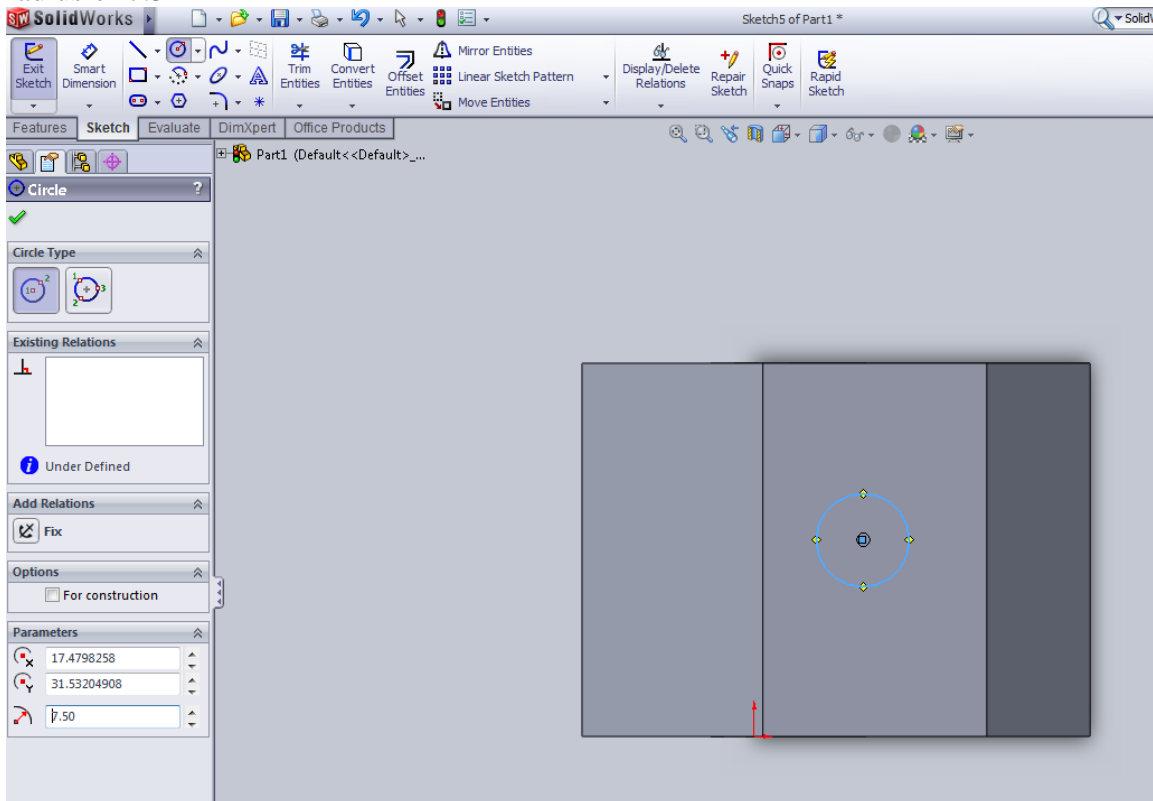 SolidWorks
Sketch5 of Part1 *
SolidW
Exit Sketch
Smart Dimension
Trim Entities
Convert Entities
Offset Entities
Mirror Entities
Linear Sketch Pattern
Move Entities
Display/Delete Relations
Repair Sketch
Quick Snaps
Rapid Sketch
Features Sketch Evaluate DimXpert Office Products
Part1 (Default<<Default>_...
Circle ?
Circle Type
Existing Relations
Under Defined
Add Relations
Fix
Options
For construction
Parameters
17.4798258
31.53204908
7.50